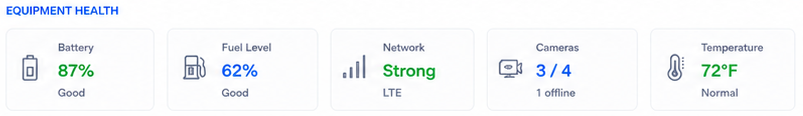 EQUIPMENT HEALTH
Battery
87%
Good
Fuel Level
62%
Good
Network
Strong
LTE
Cameras
3 / 4
1 offline
Temperature
72°F
Normal